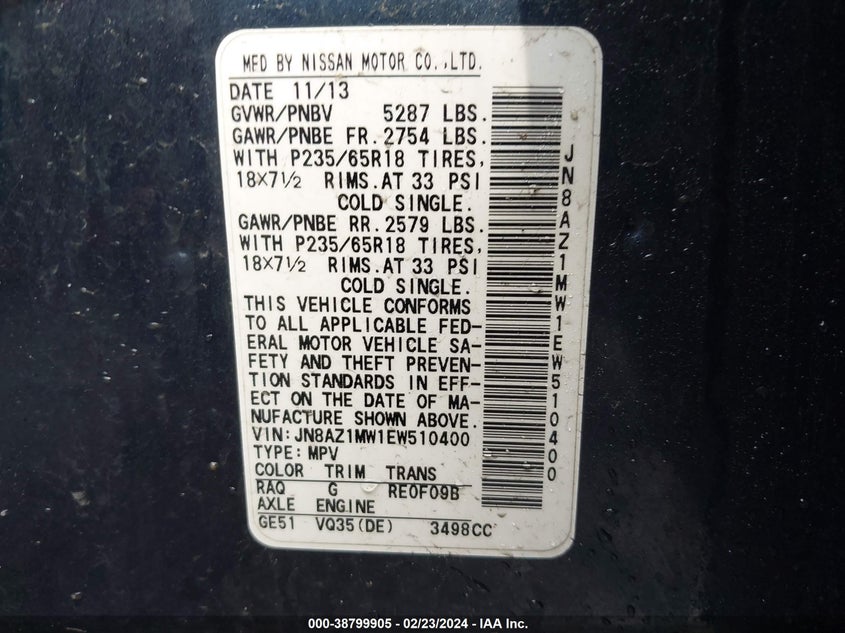 MFD BY NISSAN MOTOR CO.,LTD.
DATE 11/13
GVWR/PNBV 5287 LBS.
GAWR/PNBE FR. 2754 LBS.
WITH P235/65R18 TIRES,
18×7½ RIMS. AT 33 PSI
COLD SINGLE.
GAWR/PNBE RR. 2579 LBS.
WITH P235/65R18 TIRES,
18×7½ RIMS. AT 33 PSI
COLD SINGLE.
THIS VEHICLE CONFORMS
TO ALL APPLICABLE FED-
ERAL MOTOR VEHICLE SA-
FETY AND THEFT PREVEN-
TION STANDARDS IN EFF-
ECT ON THE DATE OF MA-
NUFACTURE SHOWN ABOVE.
VIN:JN8AZ1MW1EW510400
TYPE:MPV
COLOR TRIM TRANS
RAQ G RE0F09B
AXLE ENGINE
GE51 VQ35(DE) 3498CC
JN8AZ1MW1EW510400
000-38799905 - 02/23/2024 - IAA Inc.